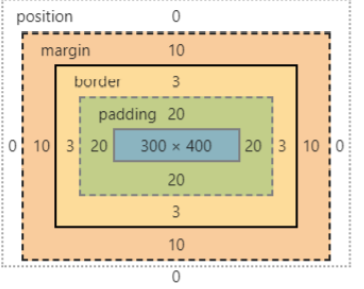 position 0
margin 10
border 3
padding 20
0 10 3 20 300 × 400 20 3 10 0
20
3
10
0